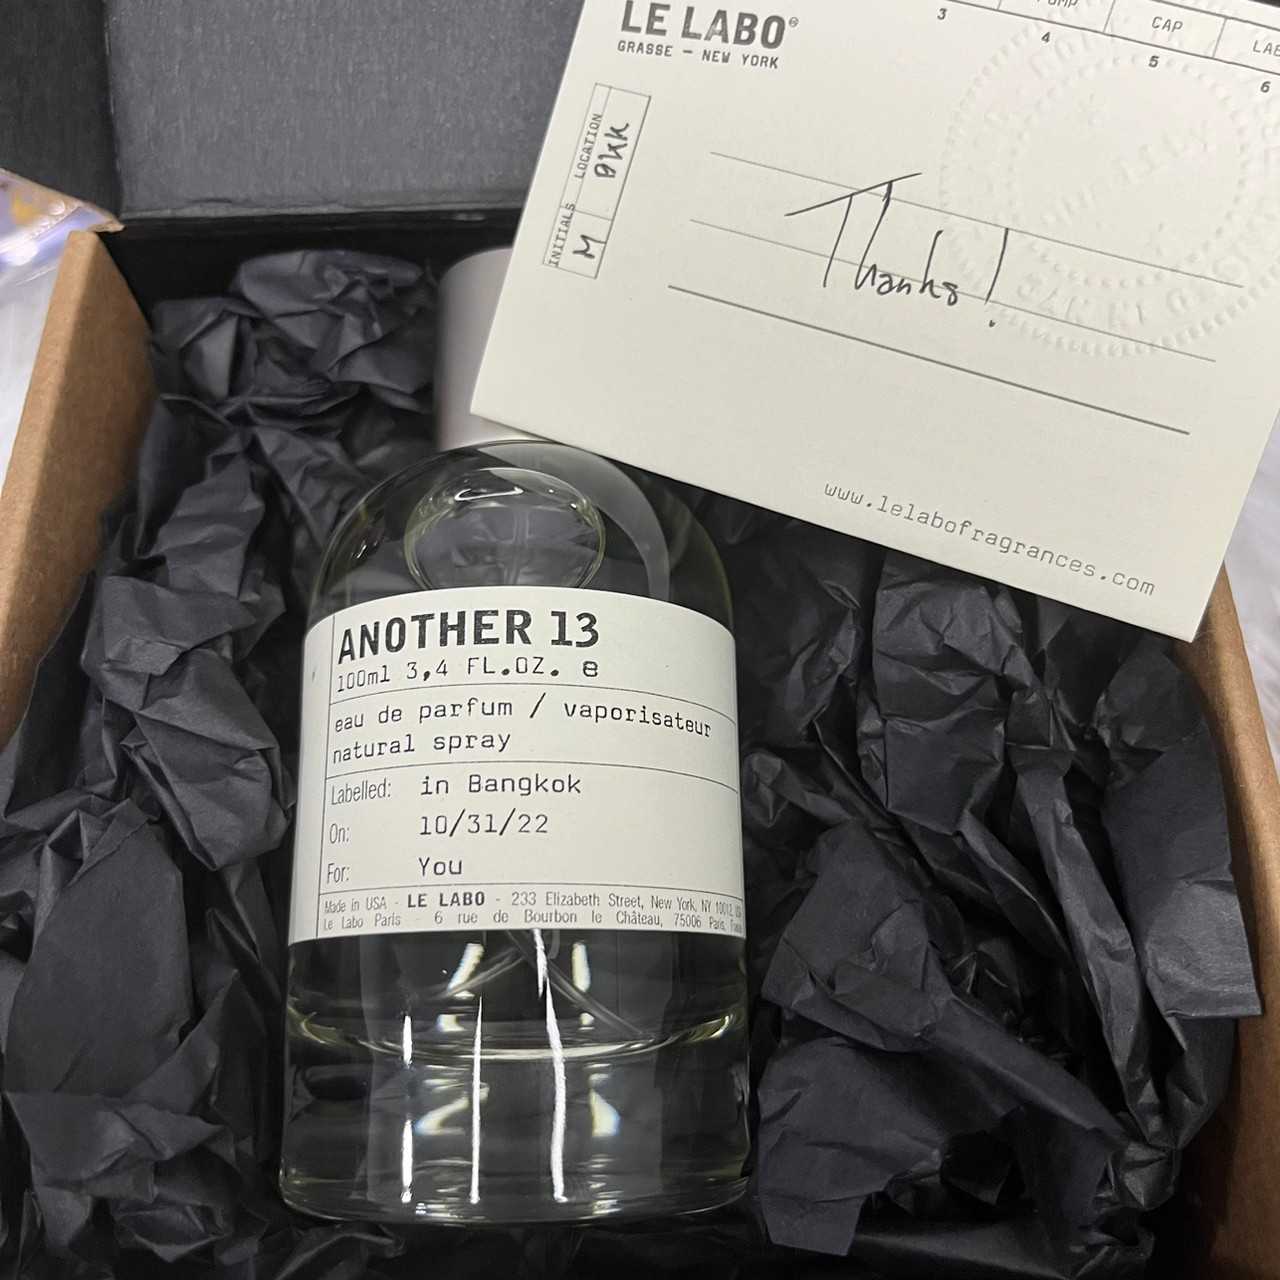 LE LABO®
GRASSE — NEW YORK
3
4
CAP
5
6
LOCATION
BKK
INITIALS
M
Thanks!
www.lelabofragrances.com
ANOTHER 13
100ml 3,4 FL.OZ. e
eau de parfum / vaporisateur
natural spray
Labelled: in Bangkok
On: 10/31/22
For: You
Made in USA - LE LABO - 233 Elizabeth Street, New York, NY 10012
Le Labo Paris - 6 rue de Bourbon le Château, 75006 Paris,